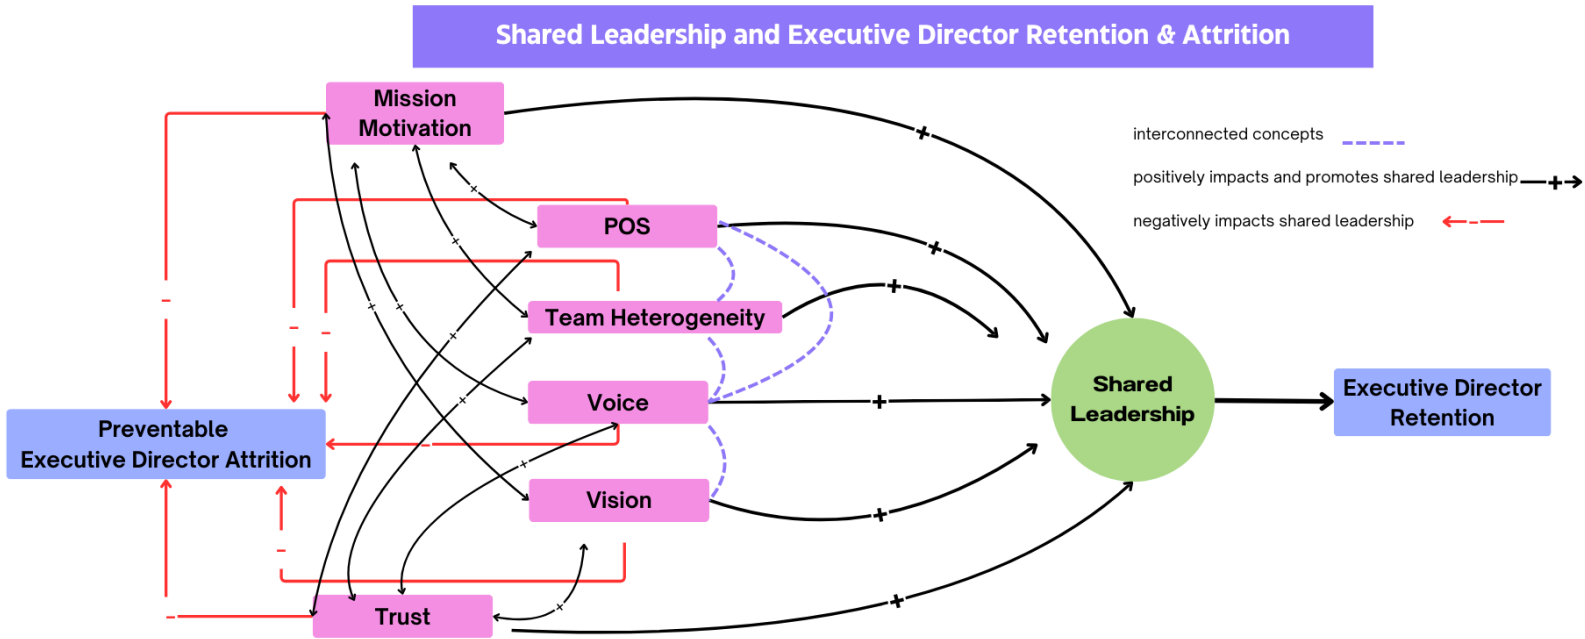 Shared Leadership and Executive Director Retention & Attrition
Mission
Motivation
interconnected concepts
positively impacts and promotes shared leadership
negatively impacts shared leadership
POS
Team Heterogeneity
Voice
Vision
Trust
Preventable
Executive Director Attrition
Shared
Leadership
Executive Director
Retention